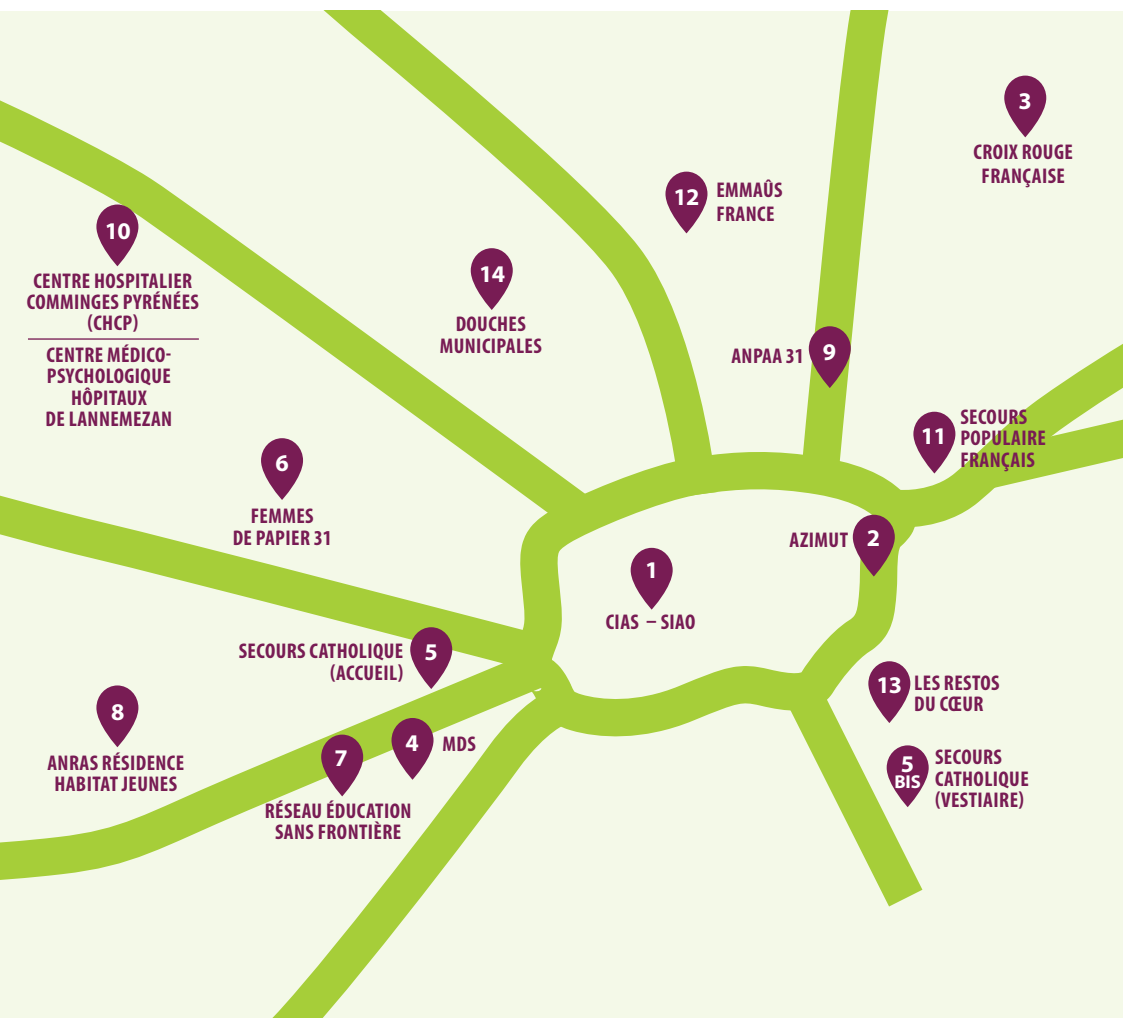 3
CROIX ROUGE
FRANÇAISE
12
EMMAÛS
FRANCE
10
CENTRE HOSPITALIER
COMMINGES PYRÉNÉES
(CHCP)
CENTRE MÉDICO-
PSYCHOLOGIQUE
HÔPITAUX
DE LANNEMEZAN
14
DOUCHES
MUNICIPALES
ANPAA 31
9
11
SECOURS
POPULAIRE
FRANÇAIS
6
FEMMES
DE PAPIER 31
AZIMUT
2
1
CIAS – SIAO
SECOURS CATHOLIQUE
(ACCUEIL)
5
13
LES RESTOS
DU CŒUR
8
ANRAS RÉSIDENCE
HABITAT JEUNES
4
MDS
7
RÉSEAU ÉDUCATION
SANS FRONTIÈRE
5
BIS
SECOURS
CATHOLIQUE
(VESTIAIRE)